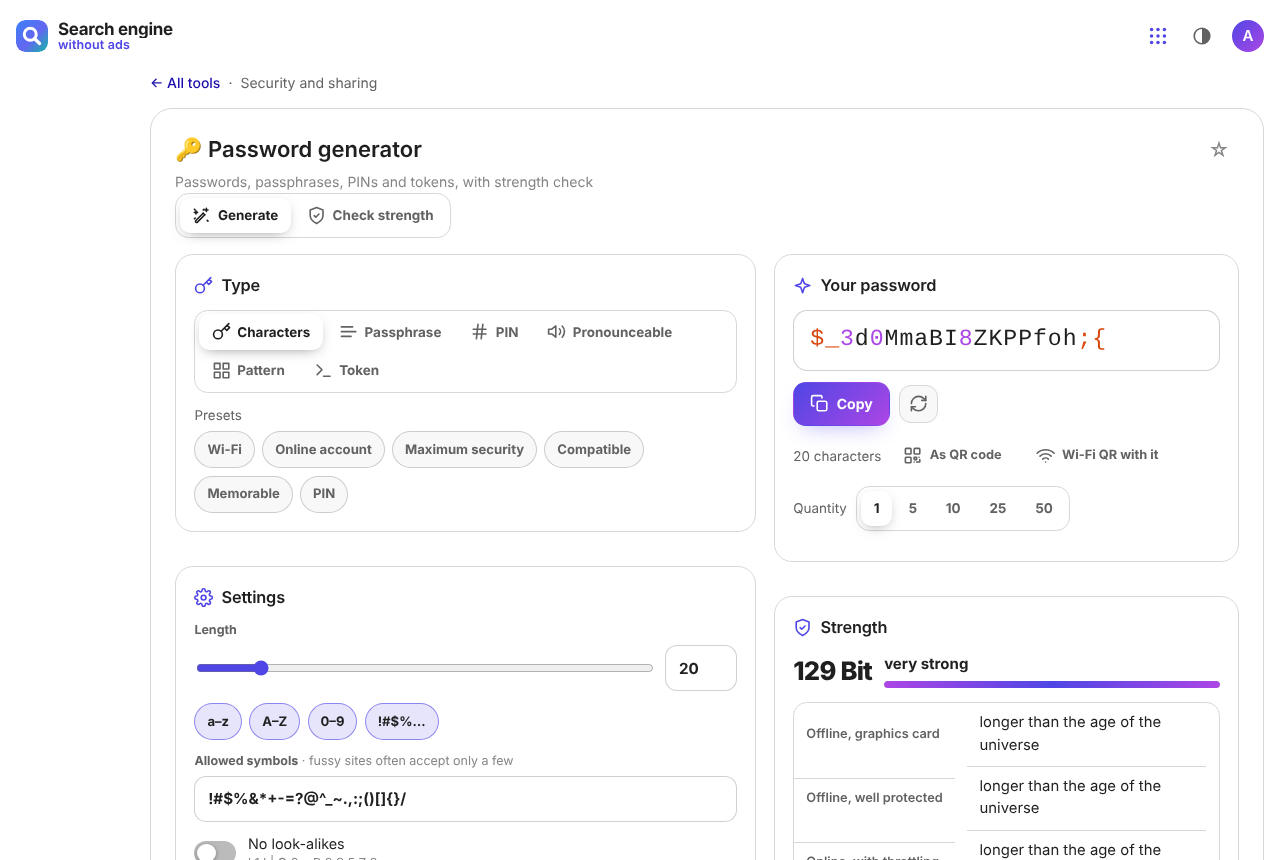 Search engine
without ads
A
← All tools · Security and sharing
🔑 Password generator
Passwords, passphrases, PINs and tokens, with strength check
Generate
Check strength
Type
Characters
Passphrase
PIN
Pronounceable
Pattern
Token
Presets
Wi-Fi
Online account
Maximum security
Compatible
Memorable
PIN
Your password
$_3d0MmaBI8ZKPPfoh;{
Copy
20 characters
As QR code
Wi-Fi QR with it
Quantity
1
5
10
25
50
Settings
Length
20
a–z
A–Z
0–9
!#$%…
Allowed symbols · fussy sites often accept only a few
!#$%&*+-=?@^_~.,:;()[]{}/
No look-alikes
Strength
129 Bit
very strong
Offline, graphics card
longer than the age of the
universe
Offline, well protected
longer than the age of the
universe
Online, with throttling
longer than the age of the